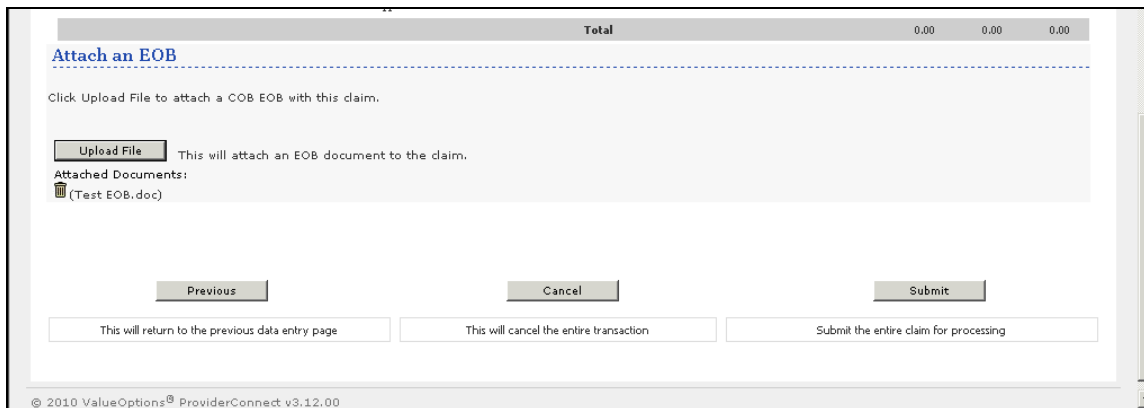 Total 0.00 0.00 0.00
Attach an EOB
Click Upload File to attach a COB EOB with this claim.
Upload File This will attach an EOB document to the claim.
Attached Documents:
(Test EOB.doc)
Previous Cancel Submit
This will return to the previous data entry page This will cancel the entire transaction Submit the entire claim for processing
© 2010 ValueOptions® ProviderConnect v3.12.00